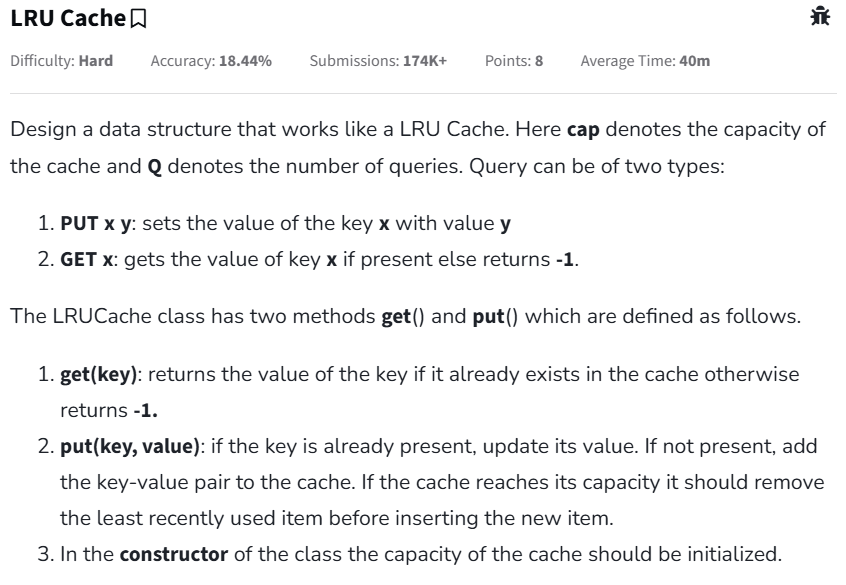 LRU Cache
Difficulty: Hard Accuracy: 18.44% Submissions: 174K+ Points: 8 Average Time: 40m
Design a data structure that works like a LRU Cache. Here cap denotes the capacity of
the cache and Q denotes the number of queries. Query can be of two types:
1. PUT x y: sets the value of the key x with value y
2. GET x: gets the value of key x if present else returns -1.
The LRUCache class has two methods get() and put() which are defined as follows.
1. get(key): returns the value of the key if it already exists in the cache otherwise
returns -1.
2. put(key, value): if the key is already present, update its value. If not present, add
the key-value pair to the cache. If the cache reaches its capacity it should remove
the least recently used item before inserting the new item.
3. In the constructor of the class the capacity of the cache should be initialized.